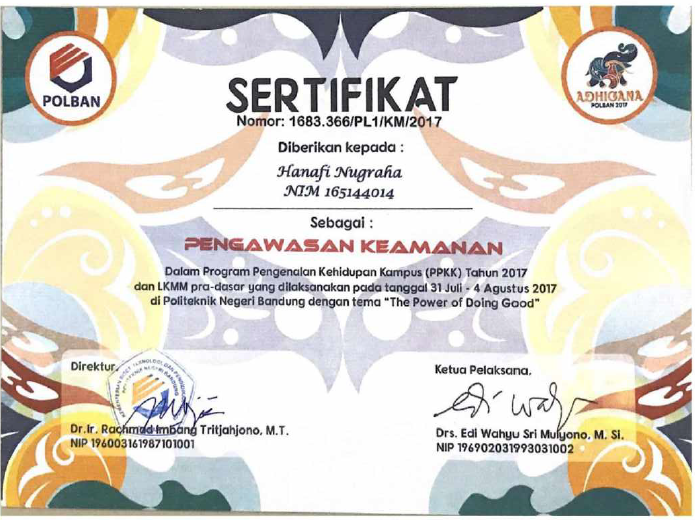 POLBAN
ADHIGANA
POLBAN 2017
SERTIFIKAT
Nomor: 1683.366/PL1/KM/2017
Diberikan kepada :
Hanafi Nugraha
NIM 165144014
Sebagai :
PENGAWASAN KEAMANAN
Dalam Program Pengenalan Kehidupan Kampus (PPKK) Tahun 2017
dan LKMM pra-dasar yang dilaksanakan pada tanggal 31 Juli - 4 Agustus 2017
di Politeknik Negeri Bandung dengan tema "The Power of Doing Good"
Direktur,
Dr.Ir. Rachmad Imbang Tritjahjono, M.T.
NIP 196003161987101001
Ketua Pelaksana,
Drs. Edi Wahyu Sri Mulyono, M. Si.
NIP 196902031993031002